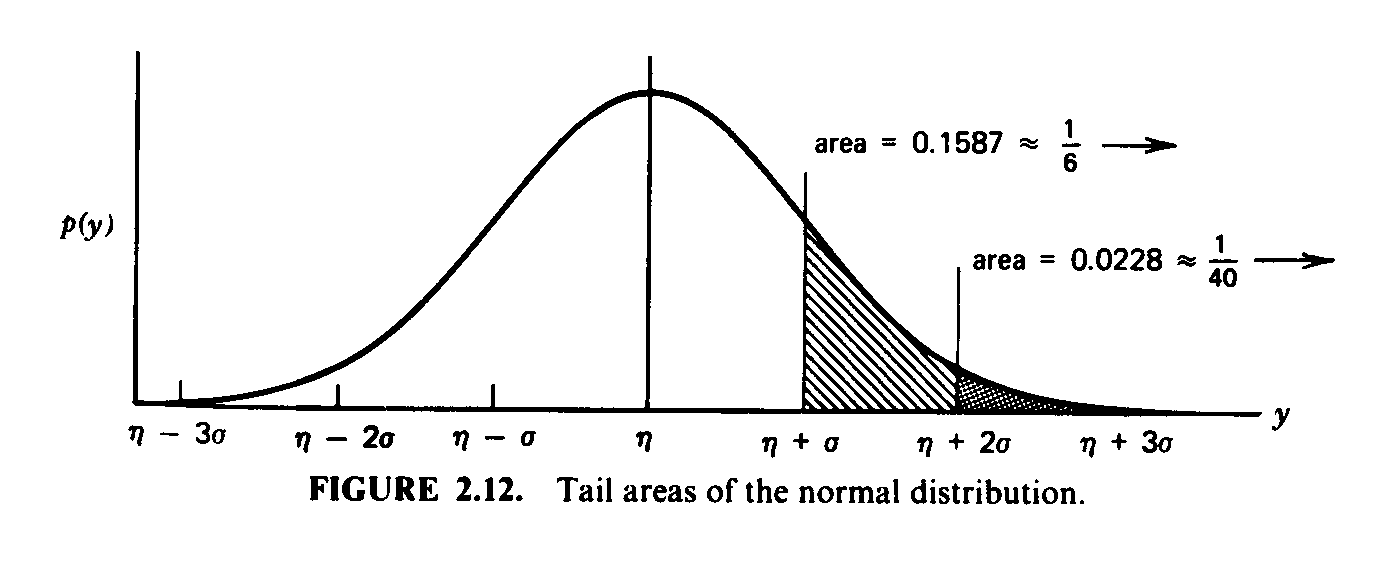 area = 0.1587 ≈ 1/6
p(y)
area = 0.0228 ≈ 1/40
η − 3σ η − 2σ η − σ η η + σ η + 2σ η + 3σ y
FIGURE 2.12. Tail areas of the normal distribution.